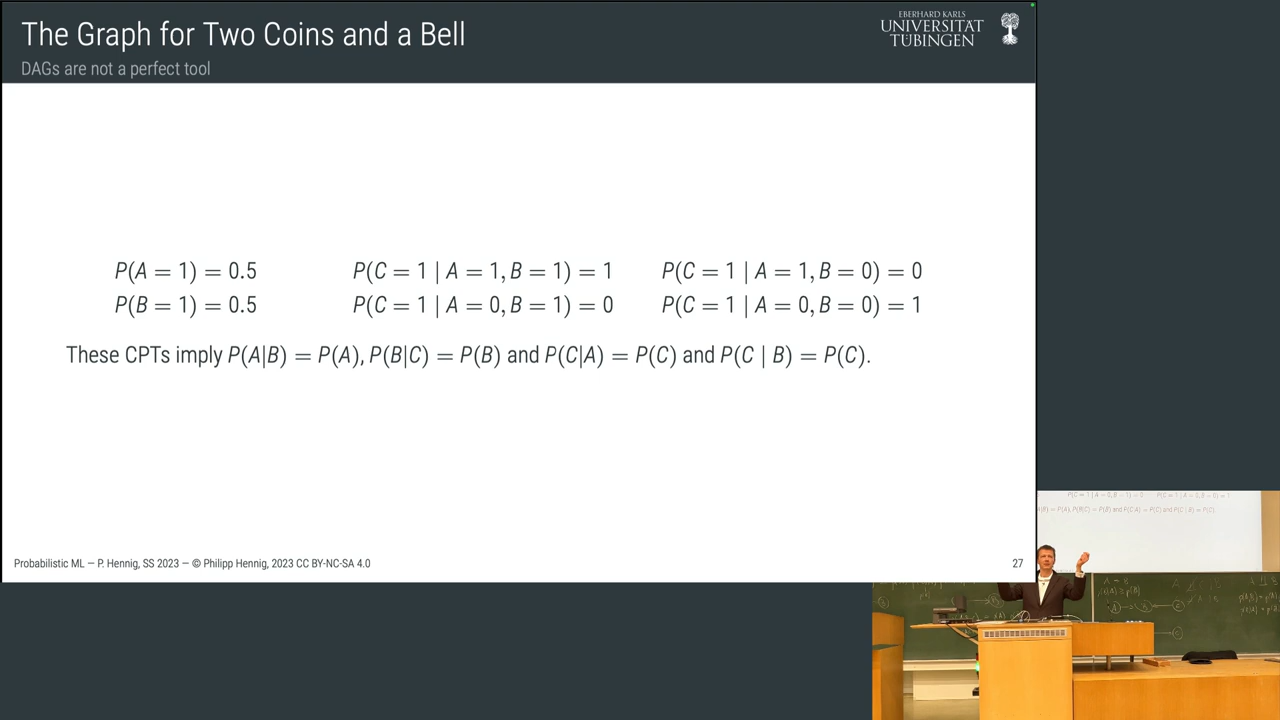 The Graph for Two Coins and a Bell
DAGs are not a perfect tool
EBERHARD KARLS
UNIVERSITÄT
TÜBINGEN
P(A = 1) = 0.5 P(C = 1 | A = 1, B = 1) = 1 P(C = 1 | A = 1, B = 0) = 0
P(B = 1) = 0.5 P(C = 1 | A = 0, B = 1) = 0 P(C = 1 | A = 0, B = 0) = 1
These CPTs imply P(A|B) = P(A), P(B|C) = P(B) and P(C|A) = P(C) and P(C | B) = P(C).
Probabilistic ML — P. Hennig, SS 2023 — © Philipp Hennig, 2023 CC BY-NC-SA 4.0
27